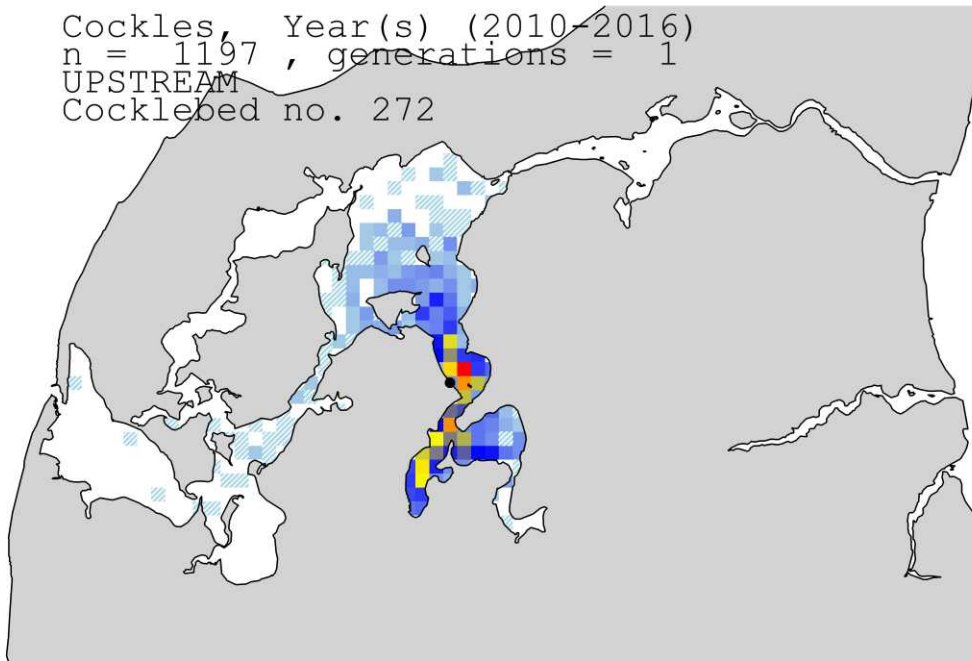 Cockles, Year(s) (2010-2016)
n = 1197 , generations = 1
UPSTREAM
Cocklebed no. 272